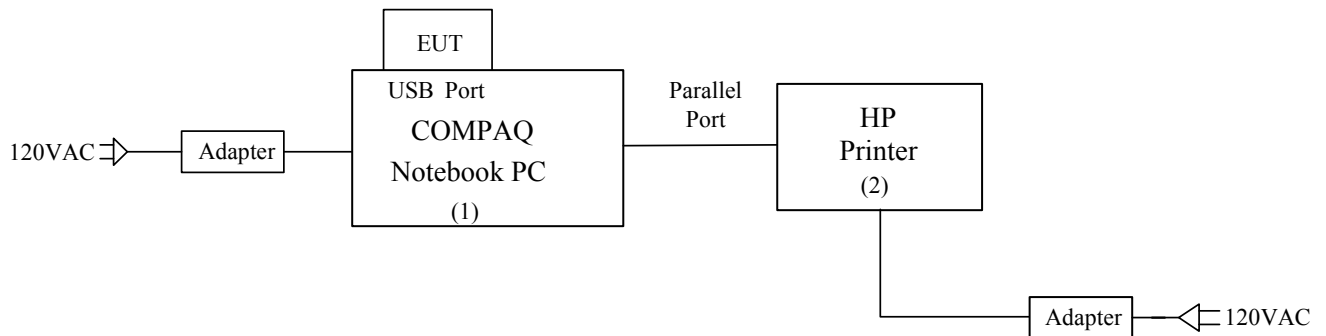 EUT
USB Port
COMPAQ
Notebook PC
(1)
120VAC
Adapter
Parallel
Port
HP
Printer
(2)
Adapter
120VAC